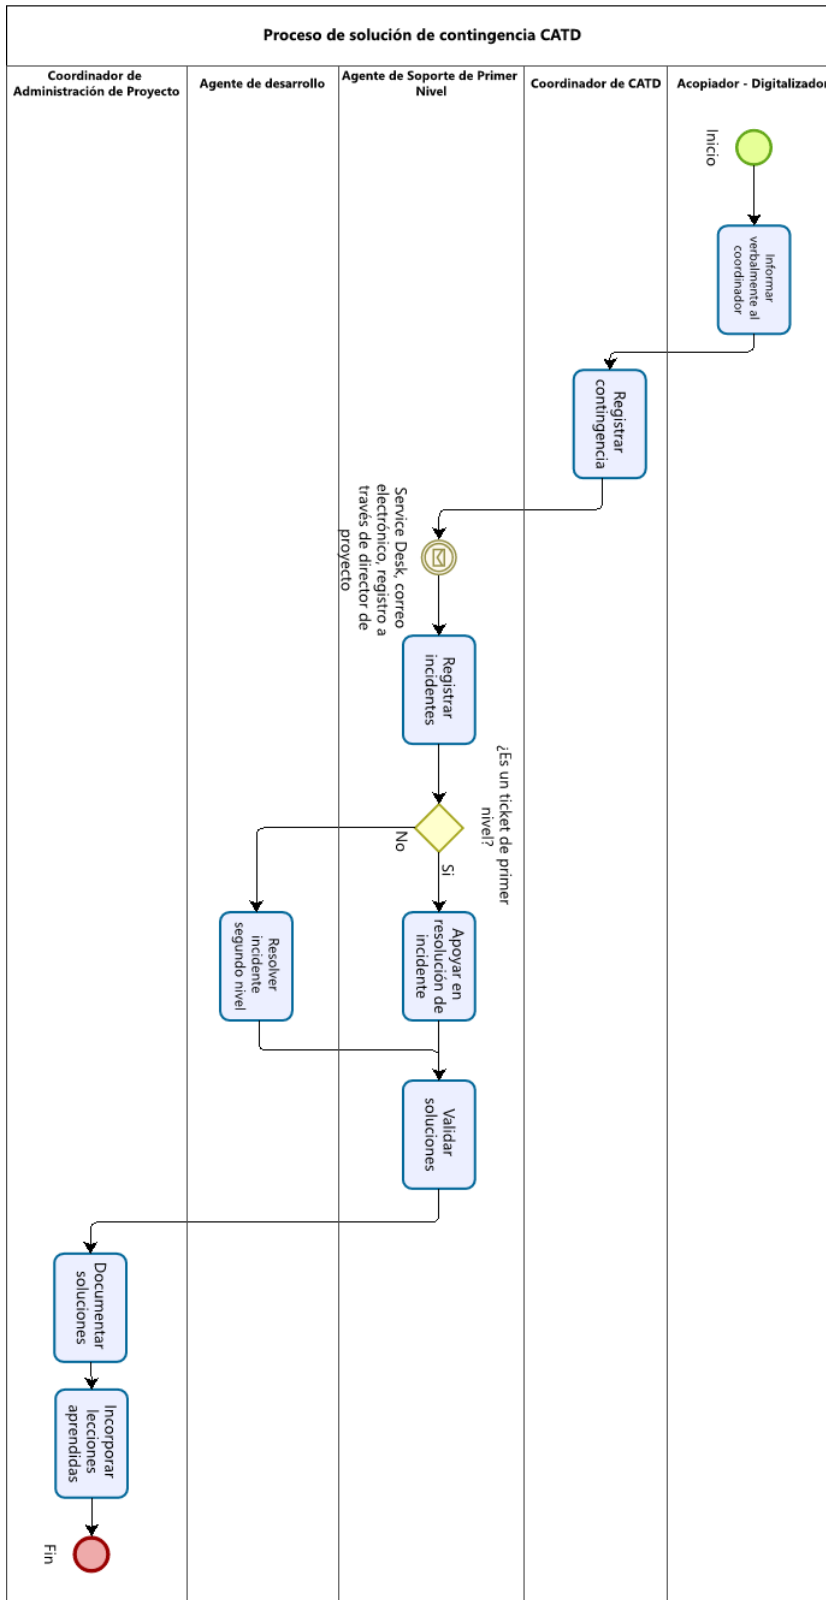 Proceso de solución de contingencia CATD
Coordinador de
Administración de Proyecto
Agente de desarrollo
Agente de Soporte de Primer
Nivel
Coordinador de CATD
Acopiador - Digitalizador
Inicio
Informar
verbalmente al
coordinador
Registrar
contingencia
Service Desk, correo
electrónico, registro a
través de director de
proyecto
Registrar
incidentes
¿Es un ticket de primer
nivel?
No
Si
Resolver
incidente
segundo nivel
Apoyar en
resolución de
incidente
Validar
soluciones
Documentar
soluciones
Incorporar
lecciones
aprendidas
Fin